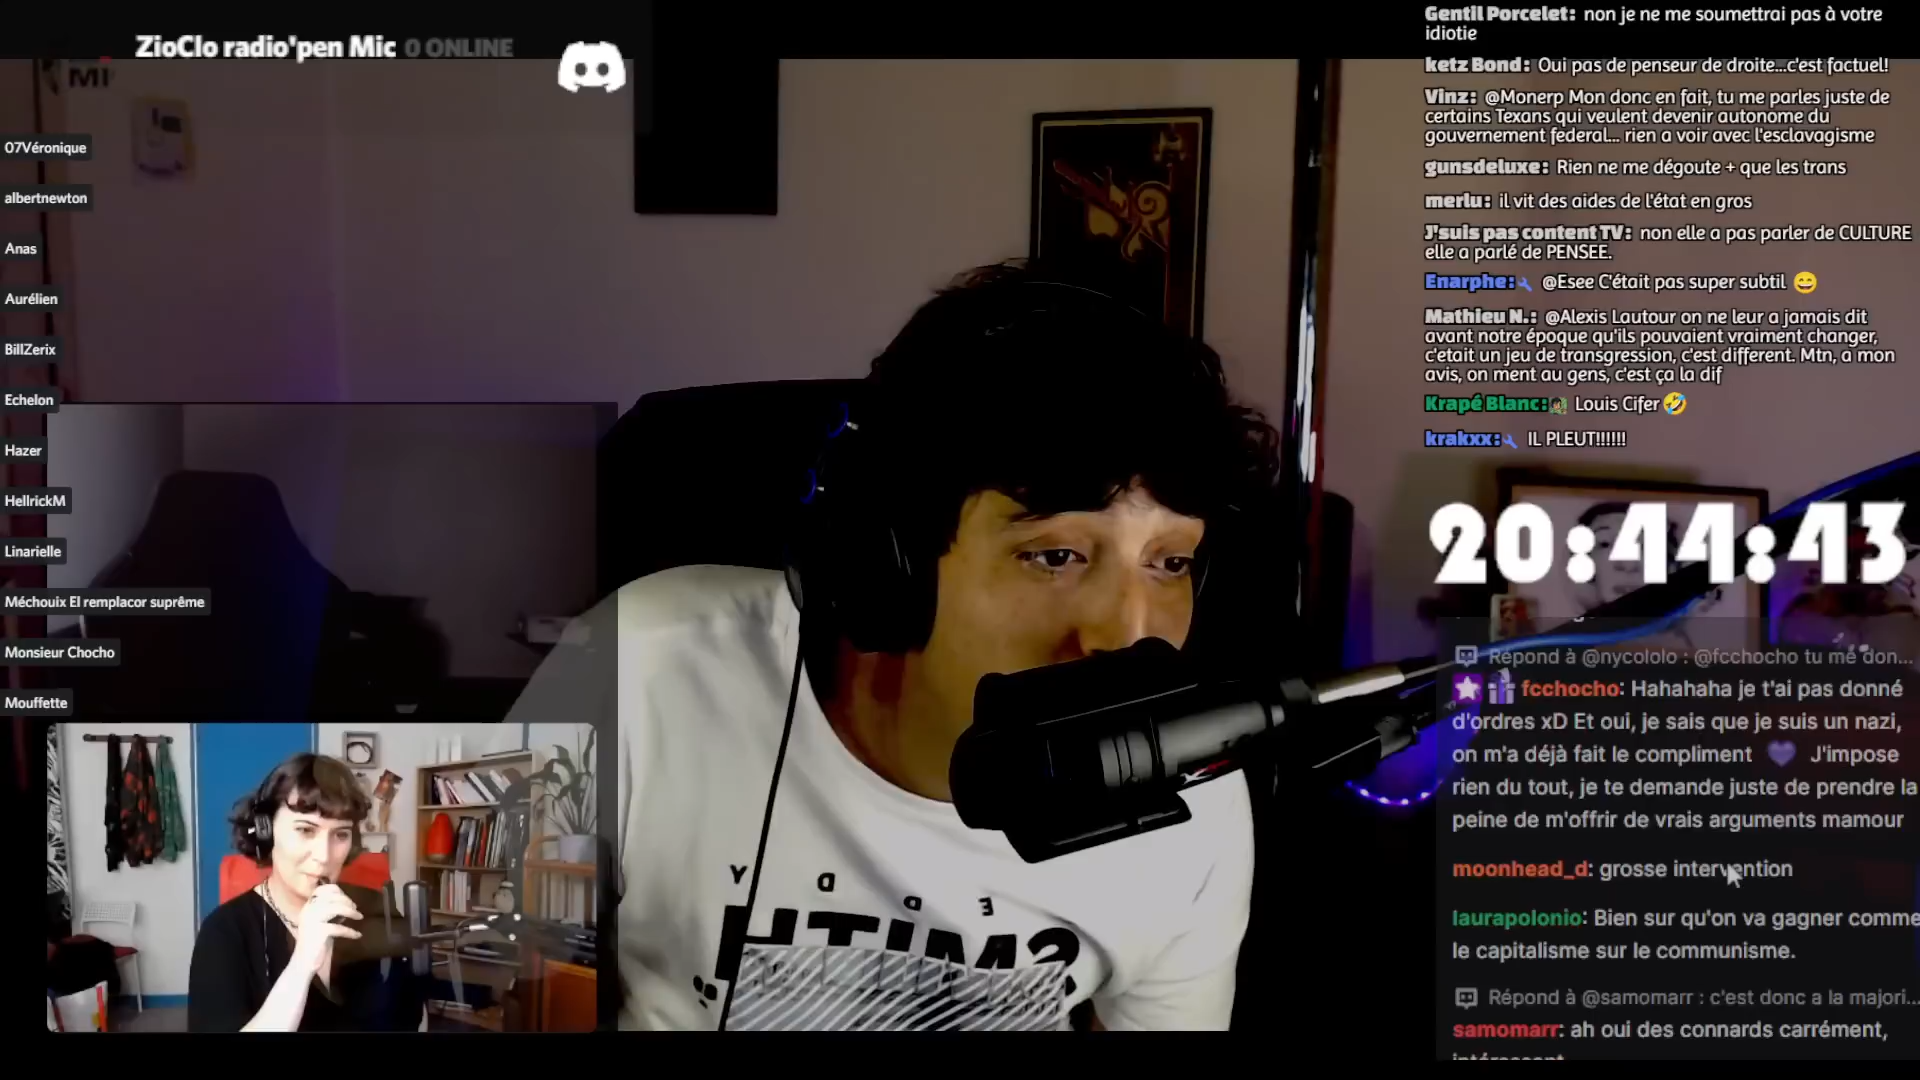 ZioClo radio'pen Mic 0 ONLINE
MI
07Véronique
albertnewton
Anas
Aurélien
BillZerix
Echelon
Hazer
HellrickM
Linarielle
Méchouix El remplacor suprême
Monsieur Chocho
Mouffette
Gentil Porcelet: non je ne me soumettrai pas à votre
idiotie
ketz Bond: Oui pas de penseur de droite...c'est factuel!
Vinz: @Monerp Mon donc en fait, tu me parles juste de
certains Texans qui veulent devenir autonome du
gouvernement federal... rien a voir avec l'esclavagisme
gunsdeluxe: Rien ne me dégoute + que les trans
merlu: il vit des aides de l'état en gros
J'suis pas content TV: non elle a pas parler de CULTURE
elle a parlé de PENSEE.
Enarphe: @Esee C'était pas super subtil 😄
Mathieu N.: @Alexis Lautour on ne leur a jamais dit
avant notre époque qu'ils pouvaient vraiment changer,
c'etait un jeu de transgression, c'est different. Mtn, a mon
avis, on ment au gens, c'est ça la dif
Krapé Blanc: Louis Cifer 🤣
krakxx: IL PLEUT!!!!!!
20:44:43
Répond à @nycololo : @fcchocho tu me don...
fcchocho: Hahahaha je t'ai pas donné
d'ordres xD Et oui, je sais que je suis un nazi,
on m'a déjà fait le compliment 💜 J'impose
rien du tout, je te demande juste de prendre la
peine de m'offrir de vrais arguments mamour
moonhead_d: grosse intervention
laurapolonio: Bien sur qu'on va gagner comme
le capitalisme sur le communisme.
Répond à @samomarr : c'est donc a la majori...
samomarr: ah oui des connards carrément,
SMITH